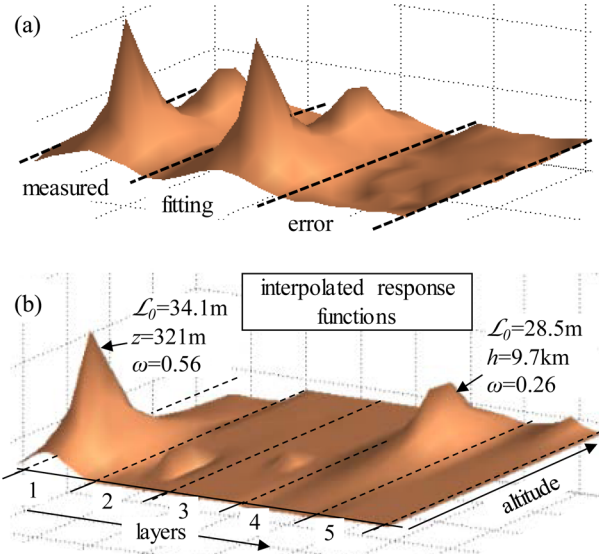 (a)
measured
fitting
error
(b)
interpolated response
functions
ℒ₀=34.1m
z=321m
ω=0.56
ℒ₀=28.5m
h=9.7km
ω=0.26
1
2
3
4
5
layers
altitude